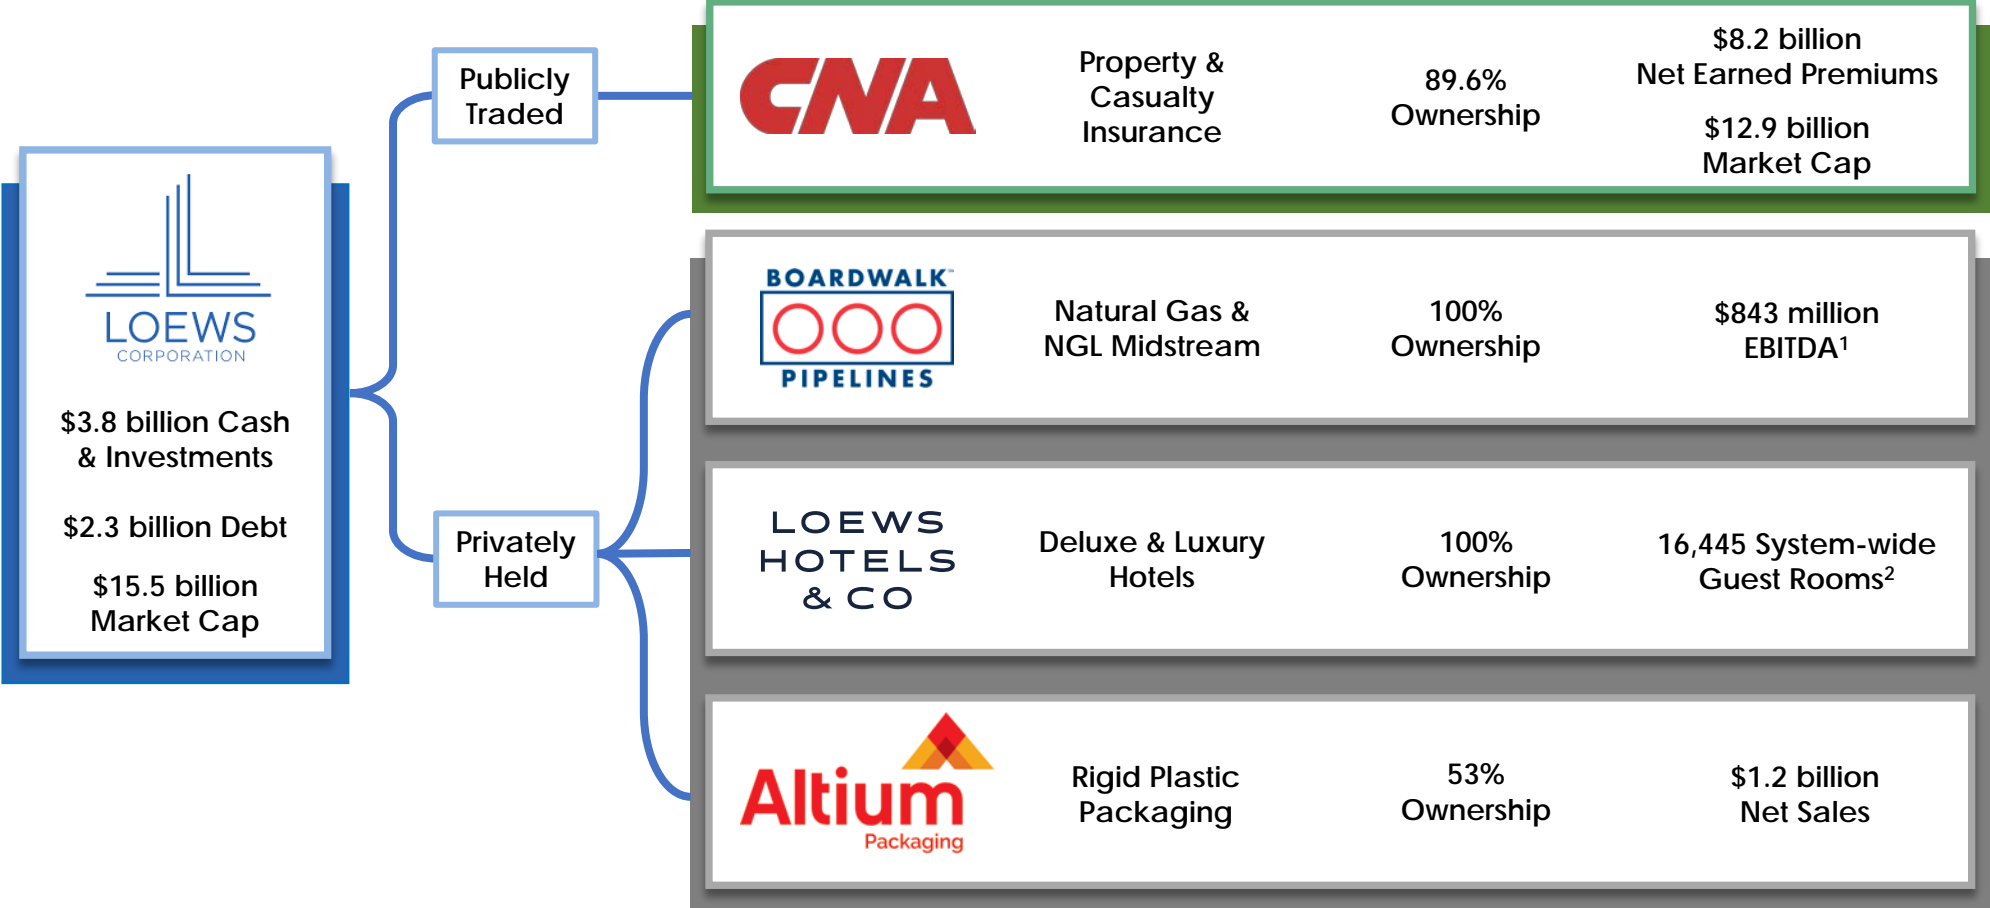 LOEWS
CORPORATION
$3.8 billion Cash
& Investments
$2.3 billion Debt
$15.5 billion
Market Cap
Publicly
Traded
Privately
Held
CNA
Property &
Casualty
Insurance
89.6%
Ownership
$8.2 billion
Net Earned Premiums
$12.9 billion
Market Cap
BOARDWALK™
PIPELINES
Natural Gas &
NGL Midstream
100%
Ownership
$843 million
EBITDA¹
LOEWS
HOTELS
& CO
Deluxe & Luxury
Hotels
100%
Ownership
16,445 System-wide
Guest Rooms²
Altium
Packaging
Rigid Plastic
Packaging
53%
Ownership
$1.2 billion
Net Sales